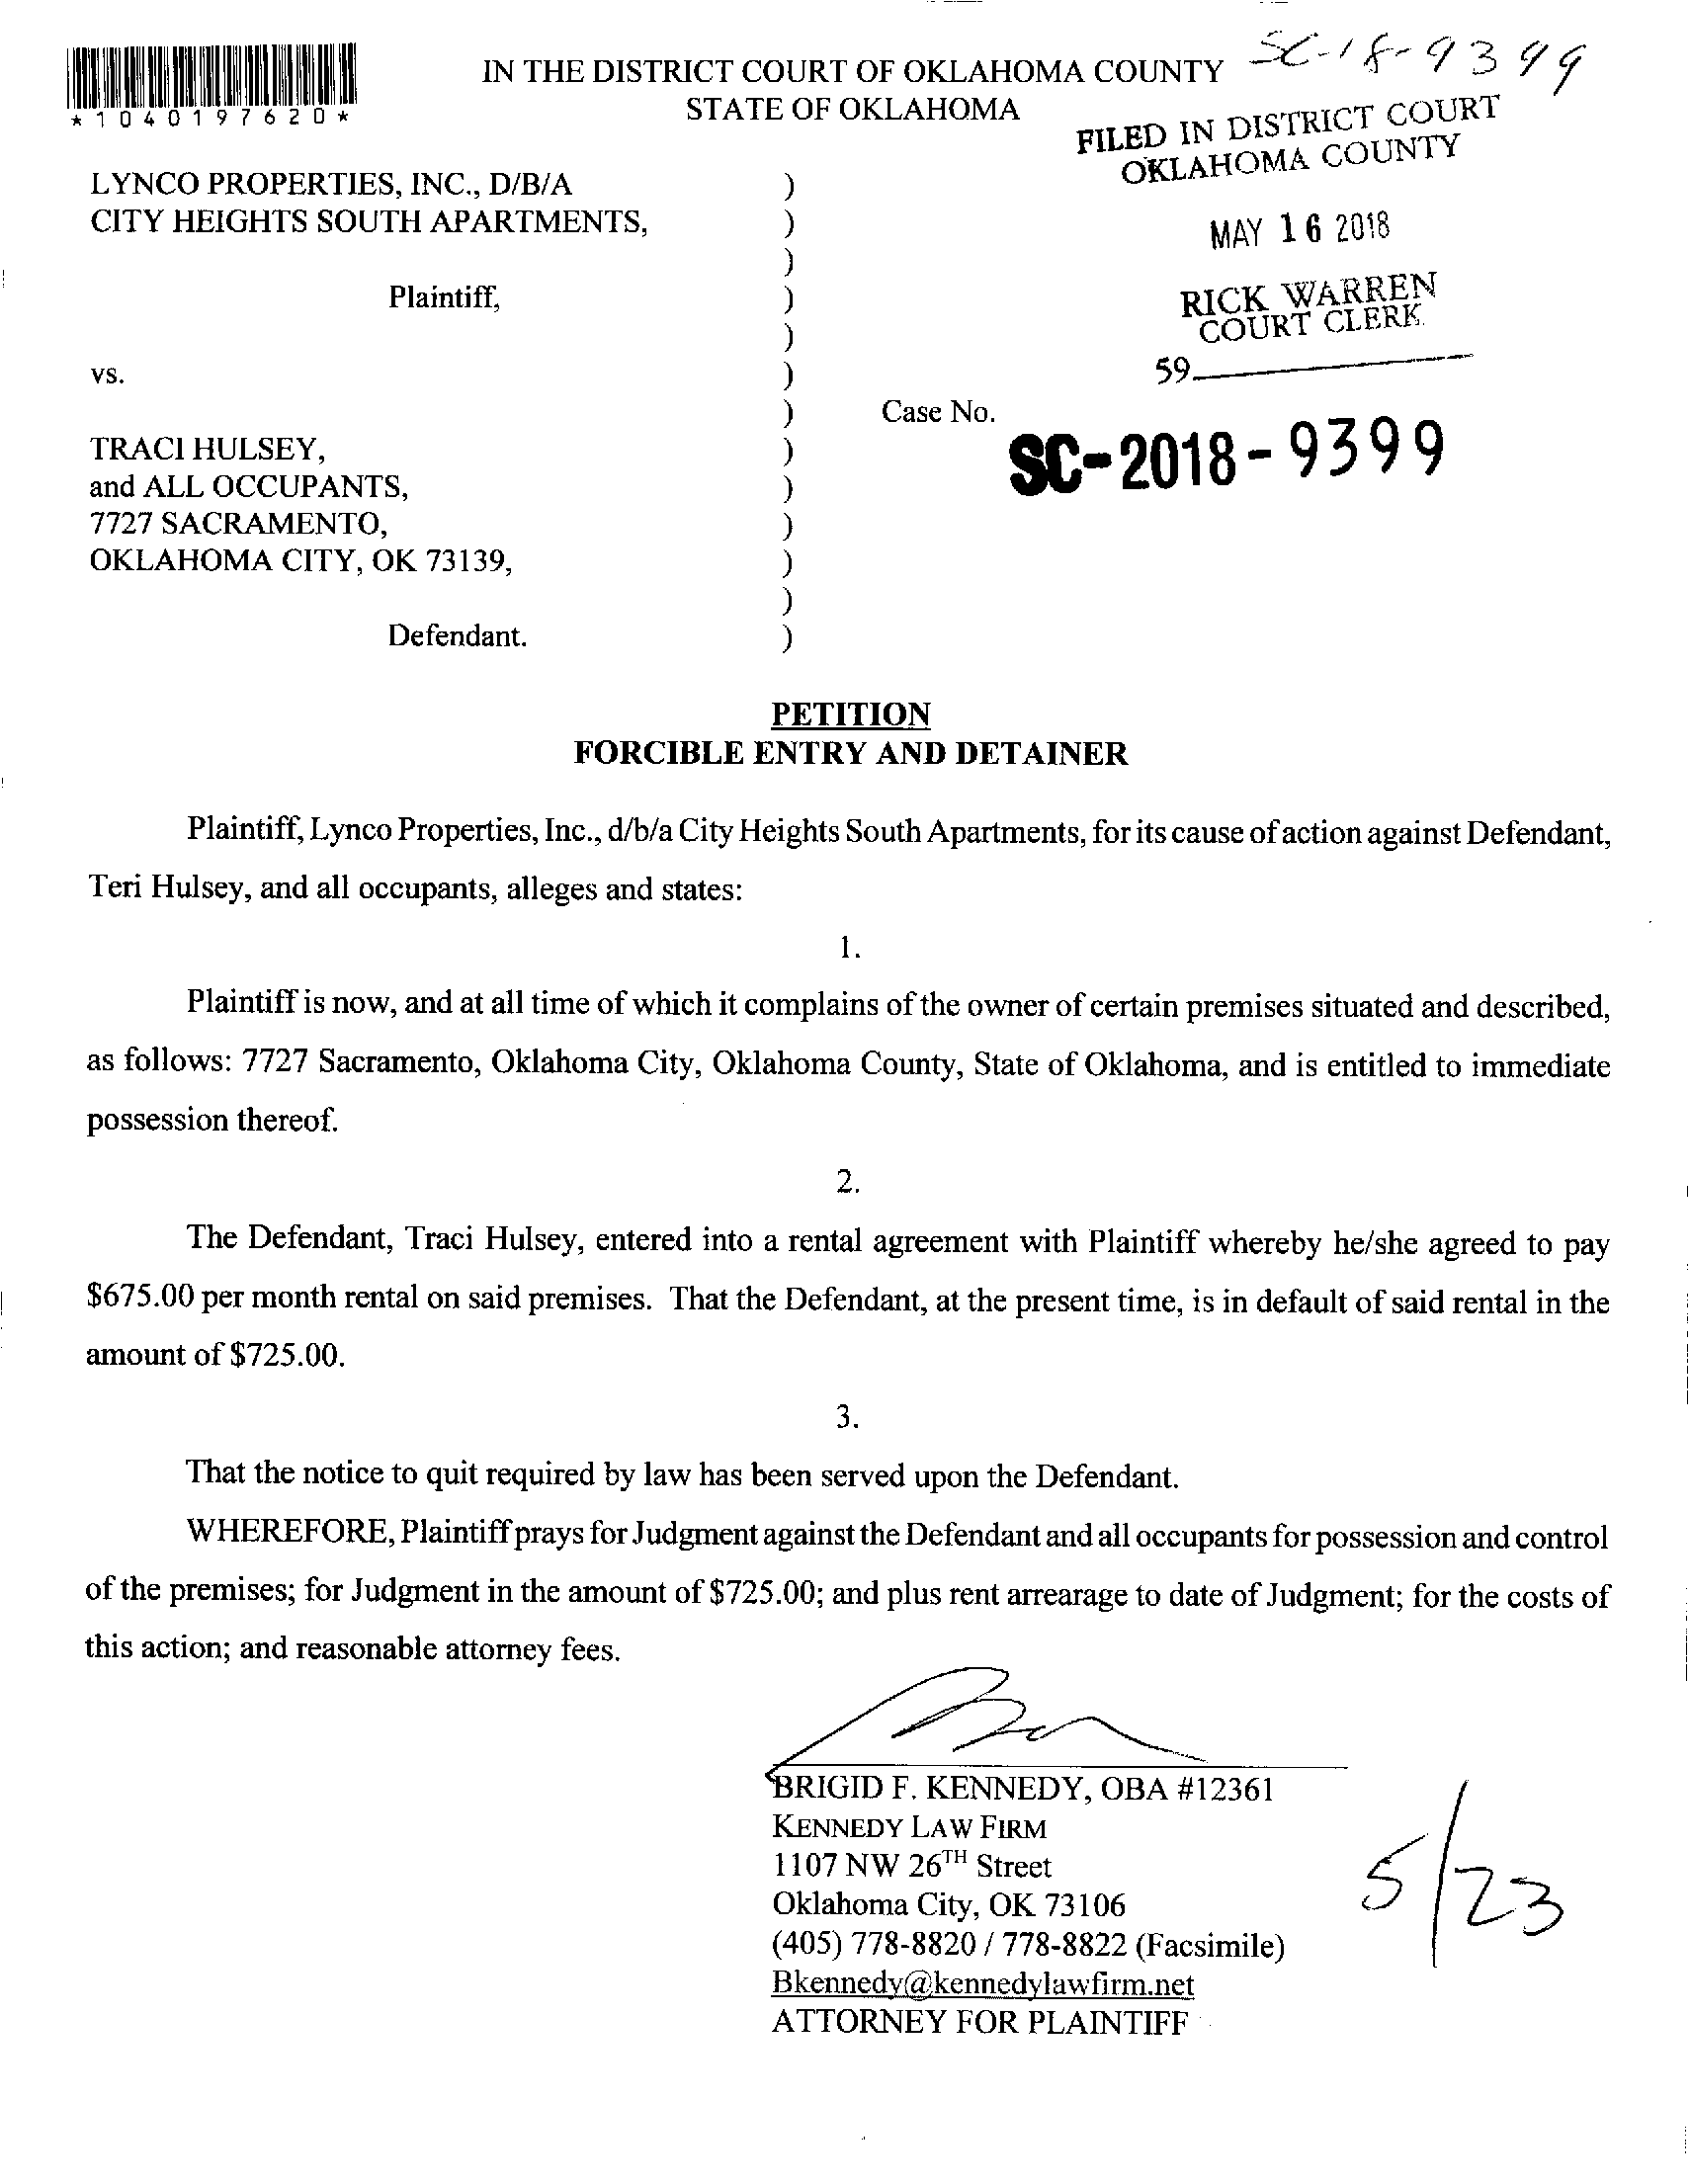 IN THE DISTRICT COURT OF OKLAHOMA COUNTY
STATE OF OKLAHOMA
SC-18-9399
*1040197620*
FILED IN DISTRICT COURT
OKLAHOMA COUNTY
MAY 16 2018
RICK WARREN
COURT CLERK
59
LYNCO PROPERTIES, INC., D/B/A )
CITY HEIGHTS SOUTH APARTMENTS, )
)
Plaintiff, )
)
vs. )
) Case No.
SC-2018-9399
TRACI HULSEY, )
and ALL OCCUPANTS, )
7727 SACRAMENTO, )
OKLAHOMA CITY, OK 73139, )
)
Defendant. )
PETITION
FORCIBLE ENTRY AND DETAINER
Plaintiff, Lynco Properties, Inc., d/b/a City Heights South Apartments, for its cause of action against Defendant,
Teri Hulsey, and all occupants, alleges and states:
1.
Plaintiff is now, and at all time of which it complains of the owner of certain premises situated and described,
as follows: 7727 Sacramento, Oklahoma City, Oklahoma County, State of Oklahoma, and is entitled to immediate
possession thereof.
2.
The Defendant, Traci Hulsey, entered into a rental agreement with Plaintiff whereby he/she agreed to pay
$675.00 per month rental on said premises. That the Defendant, at the present time, is in default of said rental in the
amount of $725.00.
3.
That the notice to quit required by law has been served upon the Defendant.
WHEREFORE, Plaintiff prays for Judgment against the Defendant and all occupants for possession and control
of the premises; for Judgment in the amount of $725.00; and plus rent arrearage to date of Judgment; for the costs of
this action; and reasonable attorney fees.
BRIGID F. KENNEDY, OBA #12361
KENNEDY LAW FIRM
1107 NW 26TH Street
Oklahoma City, OK 73106
(405) 778-8820 / 778-8822 (Facsimile)
Bkennedy@kennedylawfirm.net
ATTORNEY FOR PLAINTIFF
5/23